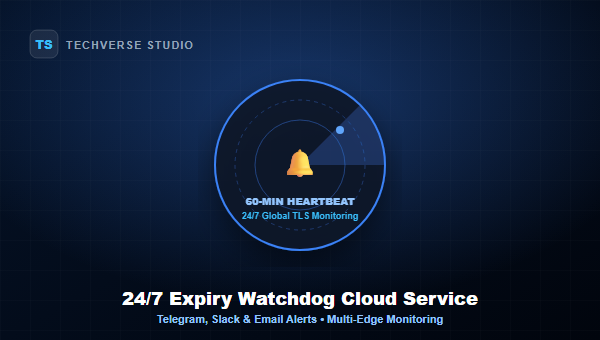 TS TECHVERSE STUDIO
60-MIN HEARTBEAT
24/7 Global TLS Monitoring
24/7 Expiry Watchdog Cloud Service
Telegram, Slack & Email Alerts • Multi-Edge Monitoring